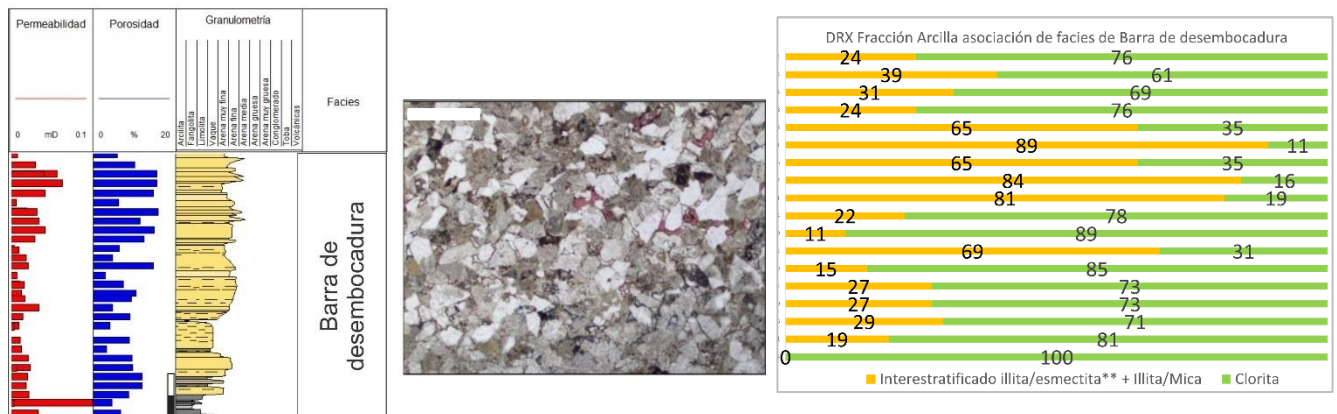 Permeabilidad
Porosidad
Granulometría
Facies
0 mD 0.1
0 % 20
Arcilita
Fangolita
Limolita
Vaque
Arena muy fina
Arena fina
Arena media
Arena gruesa
Arena muy gruesa
Conglomerado
Toba
Volcánicas
Barra de
desembocadura
DRX Fracción Arcilla asociación de facies de Barra de desembocadura
24 76
39 61
31 69
24 76
65 35
89 11
65 35
84 16
81 19
22 78
11 89
69 31
15 85
27 73
27 73
29 71
19 81
0 100
Interestratificado illita/esmectita** + Illita/Mica Clorita